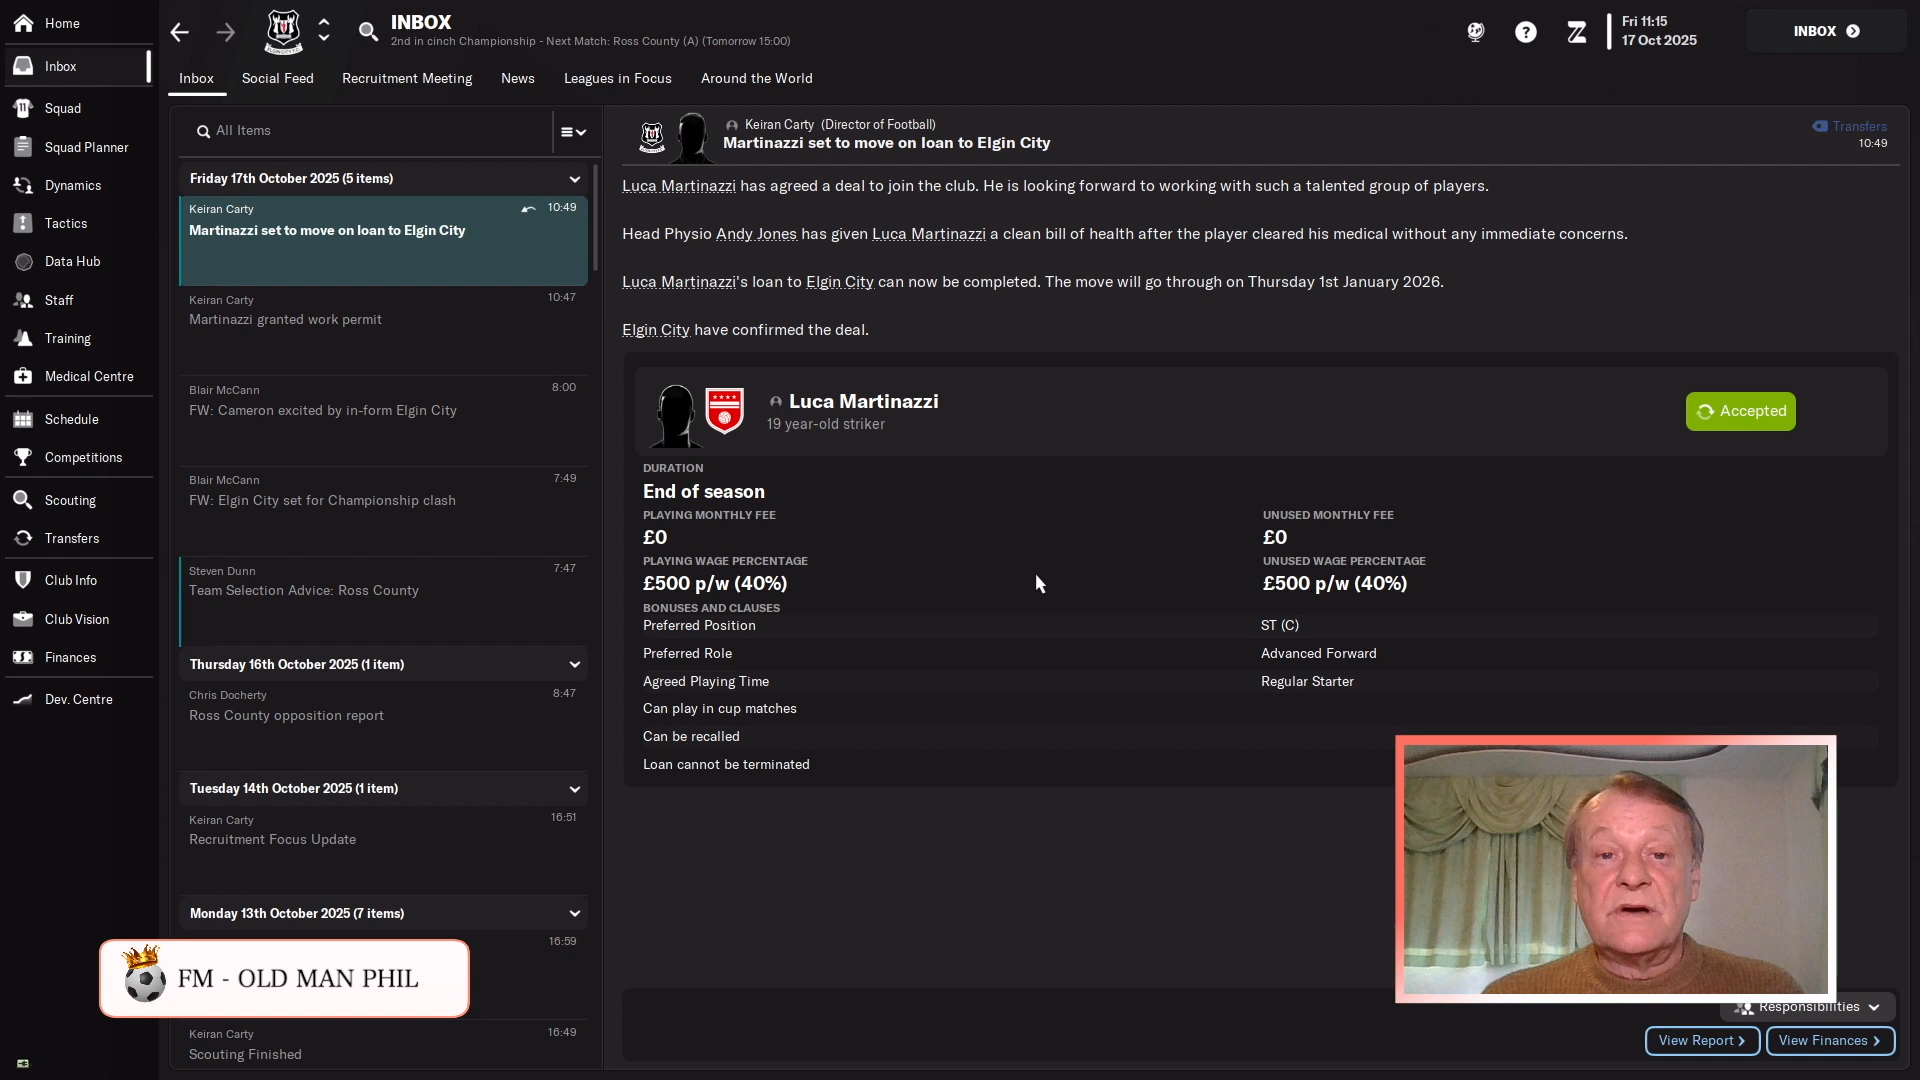 Home
Inbox
Squad
Squad Planner
Dynamics
Tactics
Data Hub
Staff
Training
Medical Centre
Schedule
Competitions
Scouting
Transfers
Club Info
Club Vision
Finances
Dev. Centre
INBOX
2nd in cinch Championship - Next Match: Ross County (A) (Tomorrow 15:00)
Fri 11:15
17 Oct 2025
INBOX
Inbox
Social Feed
Recruitment Meeting
News
Leagues in Focus
Around the World
All Items
Friday 17th October 2025 (5 items)
Keiran Carty 10:49
Martinazzi set to move on loan to Elgin City
Keiran Carty 10:47
Martinazzi granted work permit
Blair McCann 8:00
FW: Cameron excited by in-form Elgin City
Blair McCann 7:49
FW: Elgin City set for Championship clash
Steven Dunn 7:47
Team Selection Advice: Ross County
Thursday 16th October 2025 (1 item)
Chris Docherty 8:47
Ross County opposition report
Tuesday 14th October 2025 (1 item)
Keiran Carty 16:51
Recruitment Focus Update
Monday 13th October 2025 (7 items)
16:59
FM - OLD MAN PHIL
Keiran Carty 16:49
Scouting Finished
Keiran Carty (Director of Football)
Martinazzi set to move on loan to Elgin City
Transfers
10:49
Luca Martinazzi has agreed a deal to join the club. He is looking forward to working with such a talented group of players.
Head Physio Andy Jones has given Luca Martinazzi a clean bill of health after the player cleared his medical without any immediate concerns.
Luca Martinazzi's loan to Elgin City can now be completed. The move will go through on Thursday 1st January 2026.
Elgin City have confirmed the deal.
Luca Martinazzi
19 year-old striker
Accepted
DURATION
End of season
PLAYING MONTHLY FEE UNUSED MONTHLY FEE
£0 £0
PLAYING WAGE PERCENTAGE UNUSED WAGE PERCENTAGE
£500 p/w (40%) £500 p/w (40%)
BONUSES AND CLAUSES
Preferred Position ST (C)
Preferred Role Advanced Forward
Agreed Playing Time Regular Starter
Can play in cup matches
Can be recalled
Loan cannot be terminated
Responsibilities
View Report
View Finances